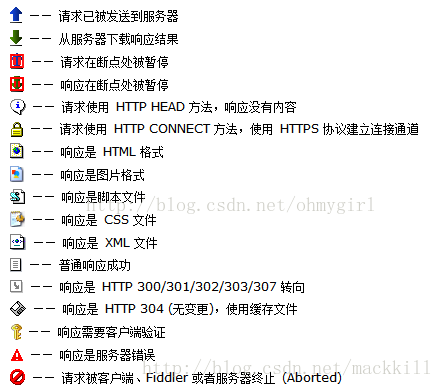 —— 请求已被发送到服务器
—— 从服务器下载响应结果
—— 请求在断点处被暂停
—— 响应在断点处被暂停
—— 请求使用 HTTP HEAD 方法，响应没有内容
—— 请求使用 HTTP CONNECT 方法，使用 HTTPS 协议建立连接通道
—— 响应是 HTML 格式
—— 响应是图片格式
—— 响应是脚本文件
http://blog.csdn.net/ohmygirl
—— 响应是 CSS 文件
—— 响应是 XML 文件
—— 普通响应成功
—— 响应是 HTTP 300/301/302/303/307 转向
—— 响应是 HTTP 304 (无变更)，使用缓存文件
—— 响应需要客户端验证
—— 响应是服务器错误
http://blog.csdn.net/mackkill
—— 请求被客户端、Fiddler 或者服务器终止 (Aborted)